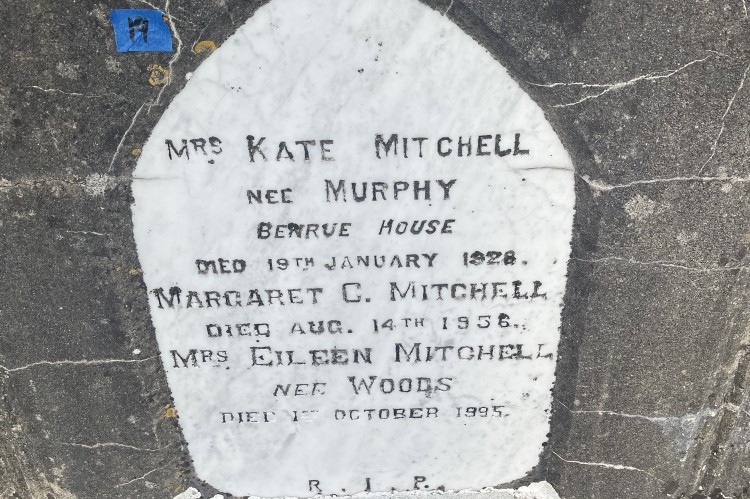 Mrs Kate Mitchell
nee Murphy
Benrue House
Died 19th January 1928.
Margaret C. Mitchell
Died Aug. 14th 1956.
Mrs Eileen Mitchell
nee Woods
Died 1st October 1995.
R.I.P.